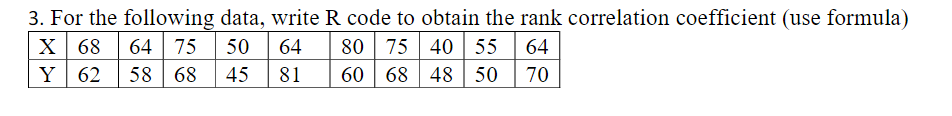 3. For the following data, write R code to obtain the rank correlation coefficient (use formula)
X 68 64 75 50 64 80 75 40 55 64
Y 62 58 68 45 81 60 68 48 50 70